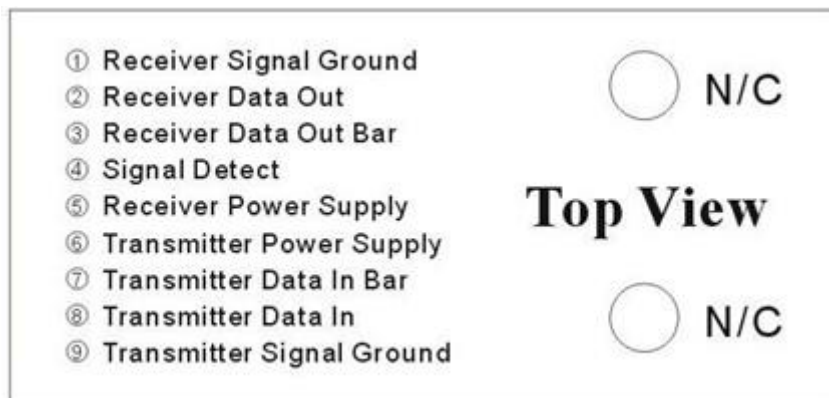 ① Receiver Signal Ground
② Receiver Data Out
③ Receiver Data Out Bar
④ Signal Detect
⑤ Receiver Power Supply
⑥ Transmitter Power Supply
⑦ Transmitter Data In Bar
⑧ Transmitter Data In
⑨ Transmitter Signal Ground
N/C
Top View
N/C